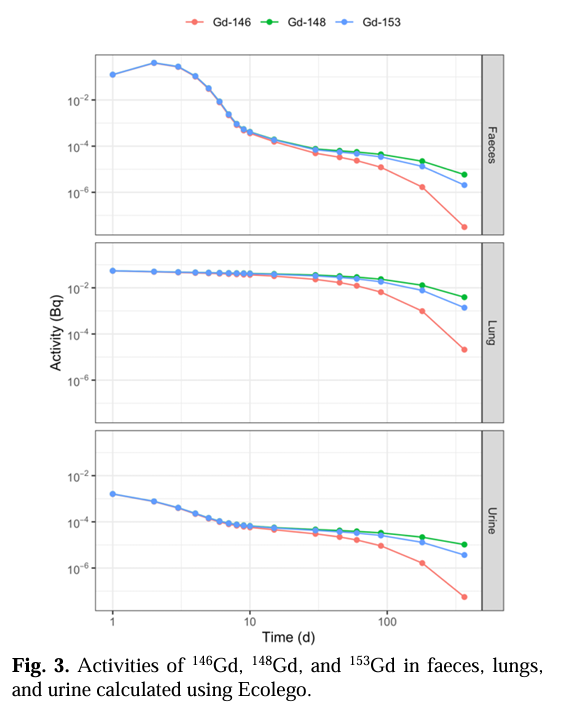 Gd-146 Gd-148 Gd-153
10⁻²
10⁻⁴
10⁻⁶
Faeces
10⁻²
10⁻⁴
10⁻⁶
Lung
10⁻²
10⁻⁴
10⁻⁶
Urine
Activity (Bq)
1 10 100
Time (d)
Fig. 3. Activities of ¹⁴⁶Gd, ¹⁴⁸Gd, and ¹⁵³Gd in faeces, lungs,
and urine calculated using Ecolego.